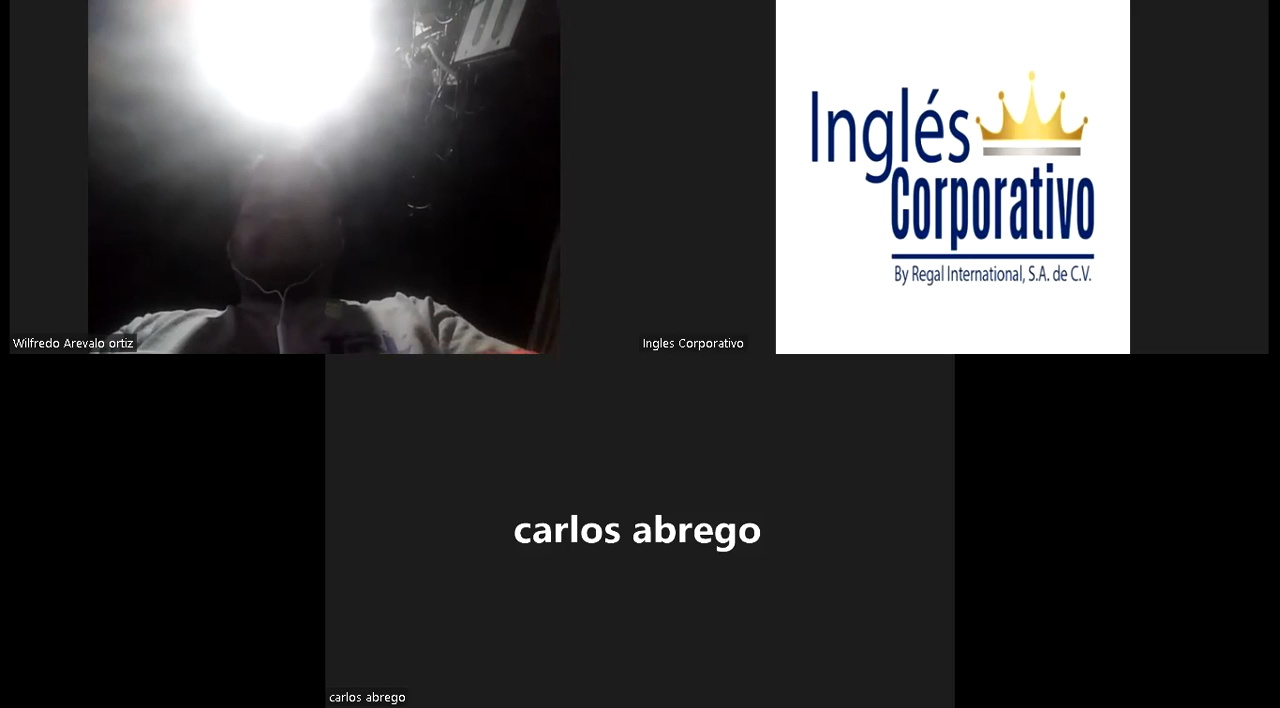 Inglés
Corporativo
By Regal International, S.A. de C.V.
Wilfredo Arevalo ortiz
Ingles Corporativo
carlos abrego
carlos abrego